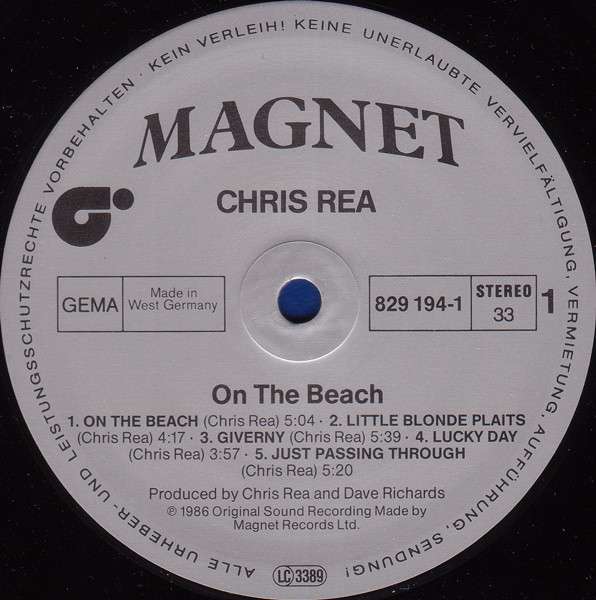 ALLE URHEBER- UND LEISTUNGSSCHUTZRECHTE VORBEHALTEN · KEIN VERLEIH! KEINE UNERLAUBTE VERVIELFÄLTIGUNG, VERMIETUNG, AUFFÜHRUNG, SENDUNG!
MAGNET
CHRIS REA
GEMA
Made in
West Germany
829 194-1
STEREO
33
1
On The Beach
1. ON THE BEACH (Chris Rea) 5:04 · 2. LITTLE BLONDE PLAITS
(Chris Rea) 4:17 · 3. GIVERNY (Chris Rea) 5:39 · 4. LUCKY DAY
(Chris Rea) 3:57 · 5. JUST PASSING THROUGH
(Chris Rea) 5:20
Produced by Chris Rea and Dave Richards
℗ 1986 Original Sound Recording Made by
Magnet Records Ltd.
LC 3389